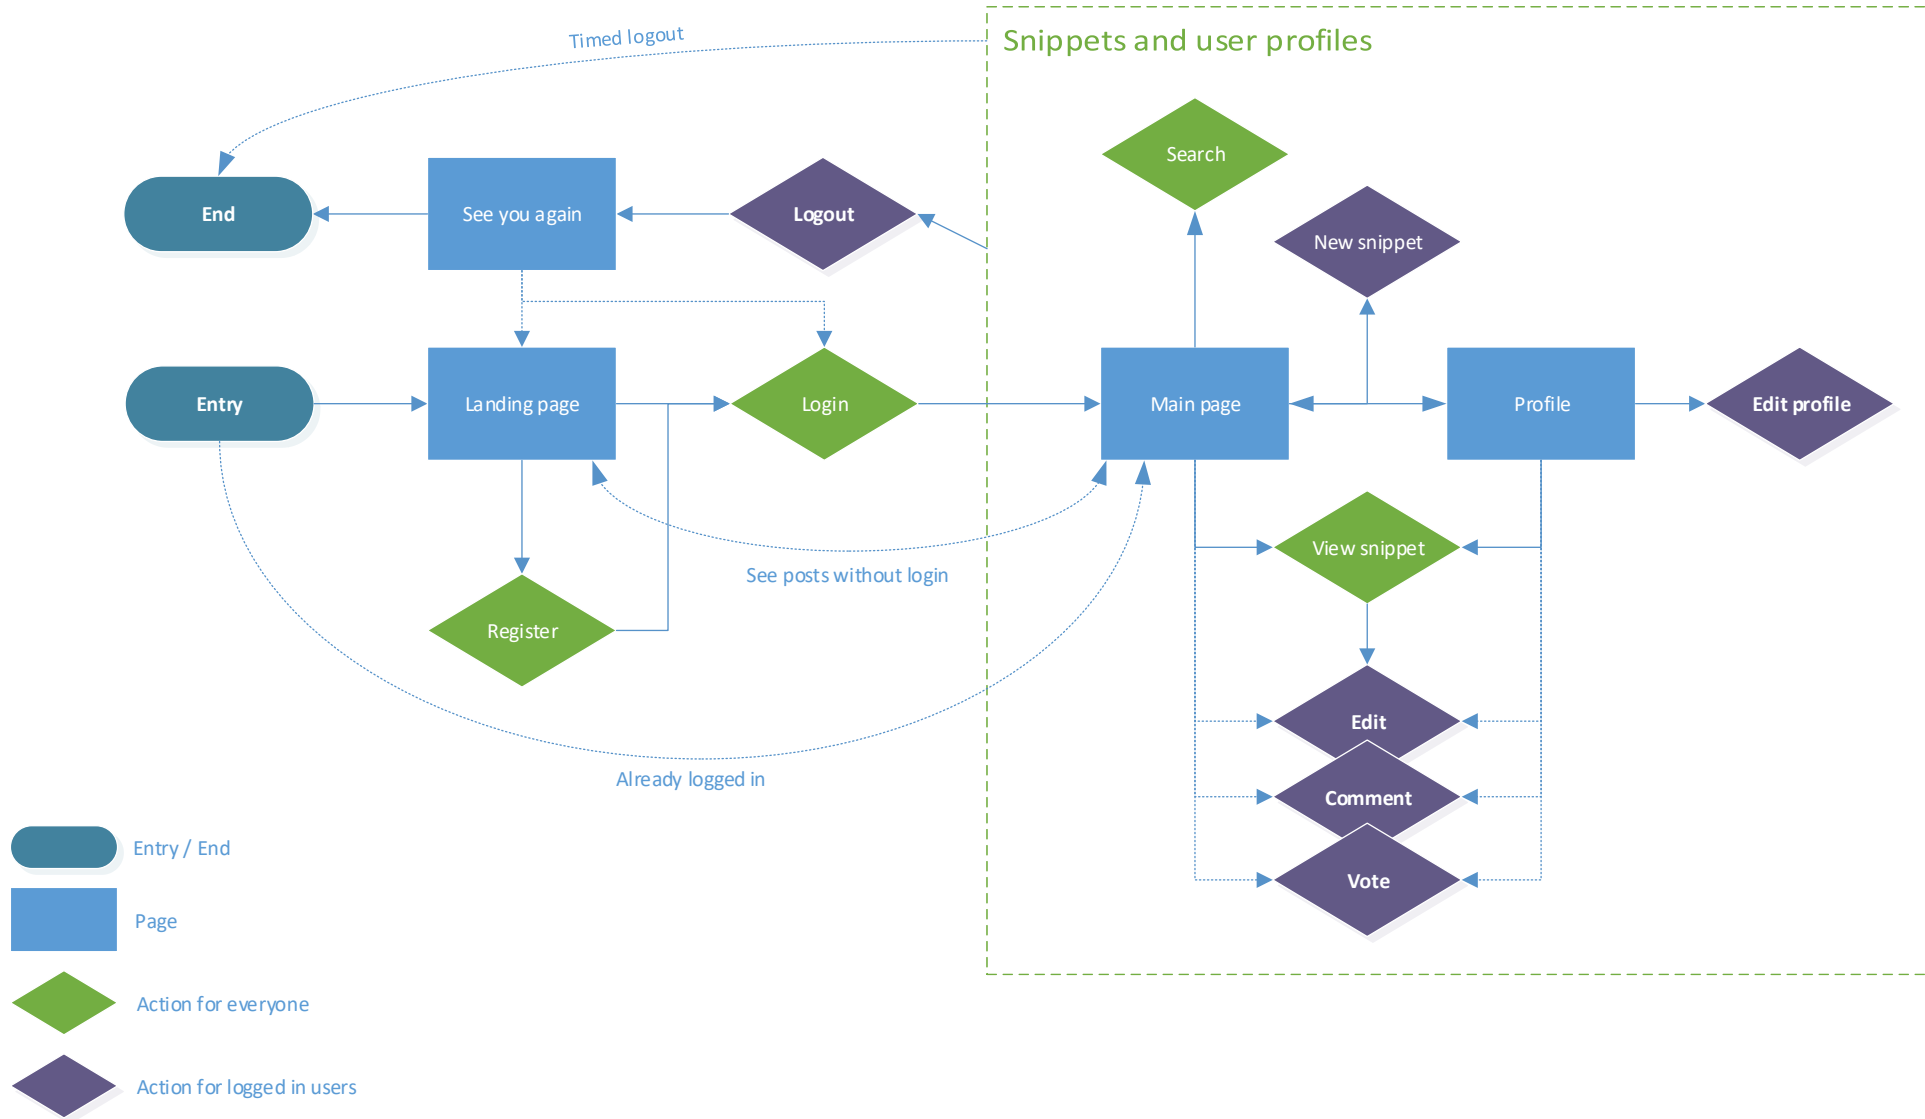 Timed logout
Snippets and user profiles
Search
End
See you again
Logout
New snippet
Entry
Landing page
Login
Main page
Profile
Edit profile
View snippet
See posts without login
Register
Edit
Already logged in
Comment
Vote
Entry / End
Page
Action for everyone
Action for logged in users